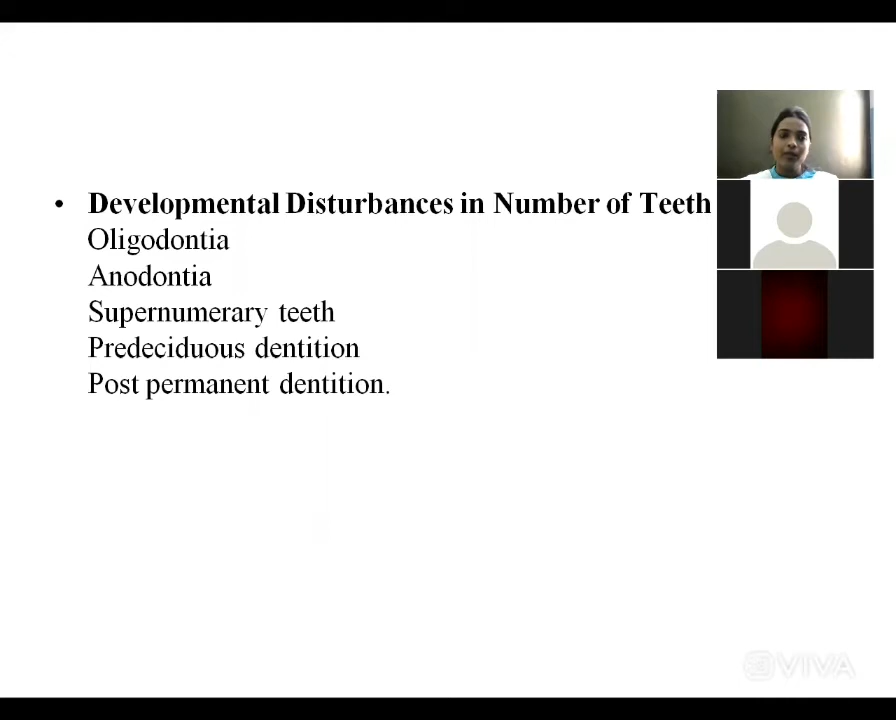 • Developmental Disturbances in Number of Teeth
Oligodontia
Anodontia
Supernumerary teeth
Predeciduous dentition
Post permanent dentition.
VIVA